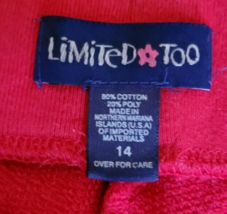 LIMITED TOO
80% COTTON
20% POLY
MADE IN
NORTHERN MARIANA
ISLANDS (U.S.A)
OF IMPORTED
MATERIALS
14
OVER FOR CARE